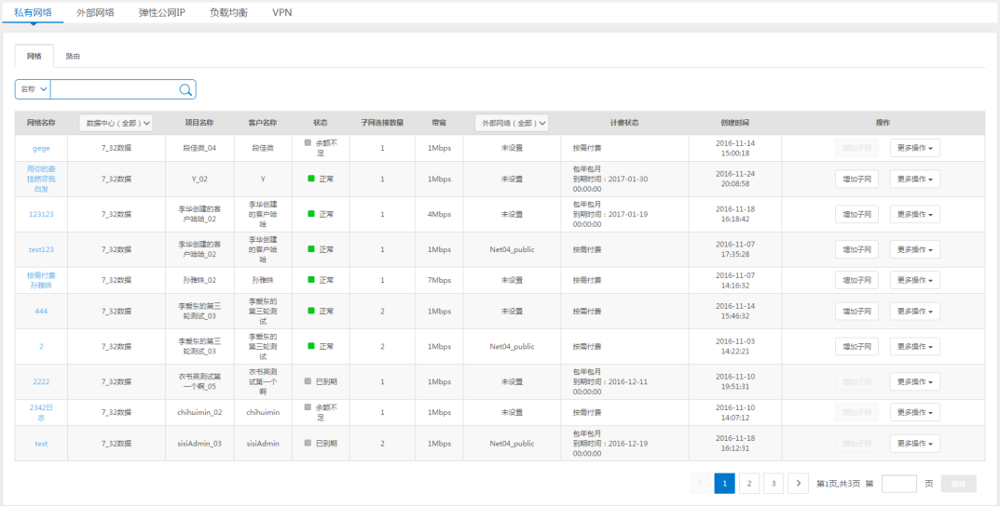 私有网络 外部网络 弹性公网IP 负载均衡 VPN
网络 路由
名称
网络名称 数据中心（全部） 项目名称 客户名称 状态 子网连接数量 带宽 外部网络（全部） 计费状态 创建时间 操作
gege 7_32数据 段佳微_04 段佳微 余额不足 1 1Mbps 未设置 按需付费 2016-11-14 15:00:18 增加子网 更多操作
用你的牵挂燃尽我白发 7_32数据 Y_02 Y 正常 1 1Mbps 未设置 包年包月 到期时间：2017-01-30 00:00:00 2016-11-24 20:08:58 增加子网 更多操作
123123 7_32数据 李华创建的客户哈哈_02 李华创建的客户哈哈 正常 1 4Mbps 未设置 包年包月 到期时间：2017-01-19 00:00:00 2016-11-18 16:18:42 增加子网 更多操作
test123 7_32数据 李华创建的客户哈哈_02 李华创建的客户哈哈 正常 1 1Mbps Net04_public 按需付费 2016-11-07 17:35:28 增加子网 更多操作
按需付费孙雅姝 7_32数据 孙雅姝_02 孙雅姝 正常 1 7Mbps 未设置 按需付费 2016-11-07 14:16:32 增加子网 更多操作
444 7_32数据 李爱东的第三轮测试_03 李爱东的第三轮测试 正常 2 1Mbps 未设置 按需付费 2016-11-14 15:46:32 增加子网 更多操作
2 7_32数据 李爱东的第三轮测试_03 李爱东的第三轮测试 正常 2 1Mbps Net04_public 按需付费 2016-11-03 14:22:21 增加子网 更多操作
2222 7_32数据 衣书英测试第一个啊_05 衣书英测试第一个啊 已到期 1 1Mbps 未设置 包年包月 到期时间：2016-12-11 00:00:00 2016-11-10 19:51:31 增加子网 更多操作
2342日志 7_32数据 chihuimin_02 chihuimin 余额不足 1 1Mbps 未设置 按需付费 2016-11-10 14:07:12 增加子网 更多操作
test 7_32数据 sisiAdmin_03 sisiAdmin 已到期 2 1Mbps Net04_public 包年包月 到期时间：2016-12-19 00:00:00 2016-11-18 16:12:31 增加子网 更多操作
1 2 3 第1页,共3页 第 页